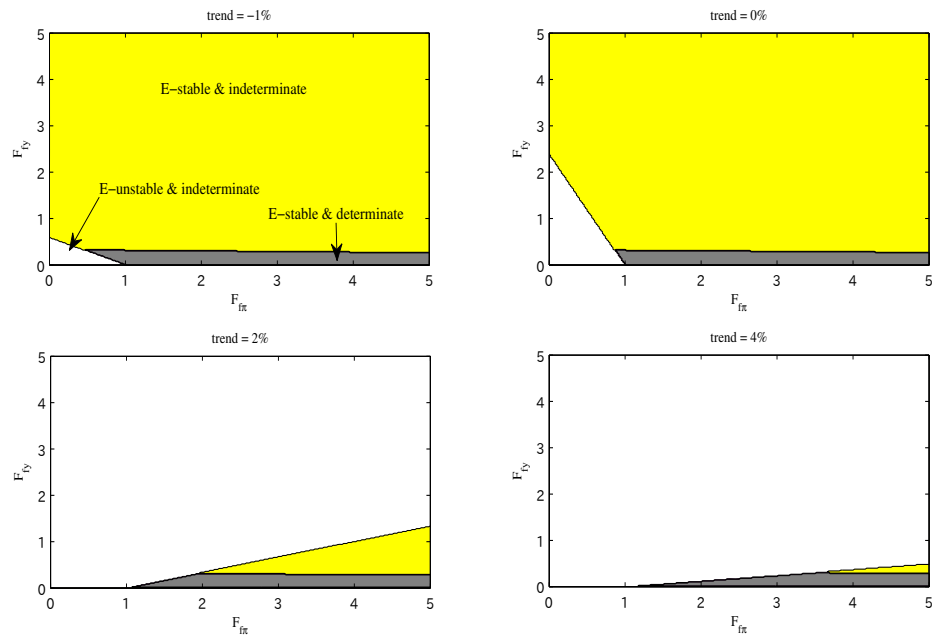 trend = −1%
5
4
3
2
1
0
F_fy
E−stable & indeterminate
E−unstable & indeterminate
E−stable & determinate
0 1 2 3 4 5
F_fπ
trend = 0%
5
4
3
2
1
0
F_fy
0 1 2 3 4 5
F_fπ
trend = 2%
5
4
3
2
1
0
F_fy
0 1 2 3 4 5
F_fπ
trend = 4%
5
4
3
2
1
0
F_fy
0 1 2 3 4 5
F_fπ